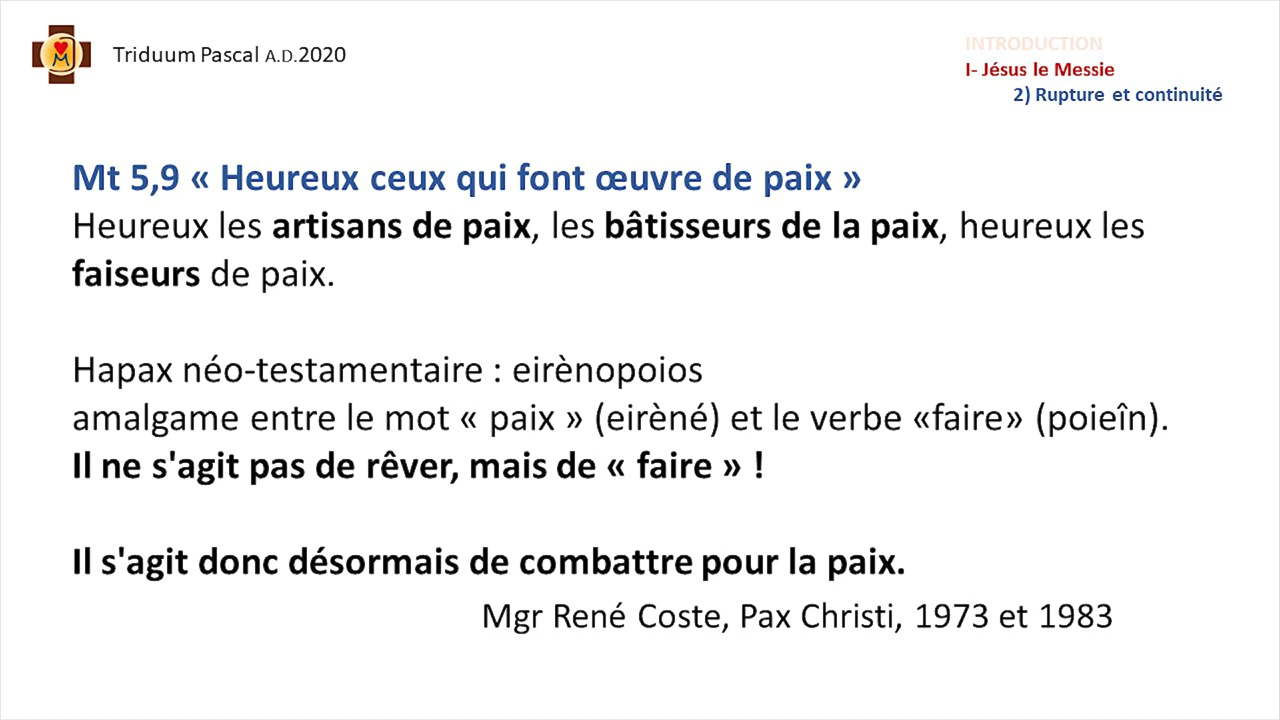 Triduum Pascal A.D.2020
INTRODUCTION
I- Jésus le Messie
2) Rupture et continuité
Mt 5,9 « Heureux ceux qui font œuvre de paix »
Heureux les artisans de paix, les bâtisseurs de la paix, heureux les
faiseurs de paix.
Hapax néo-testamentaire : eirènopoios
amalgame entre le mot « paix » (eirèné) et le verbe «faire» (poieîn).
Il ne s'agit pas de rêver, mais de « faire » !
Il s'agit donc désormais de combattre pour la paix.
Mgr René Coste, Pax Christi, 1973 et 1983